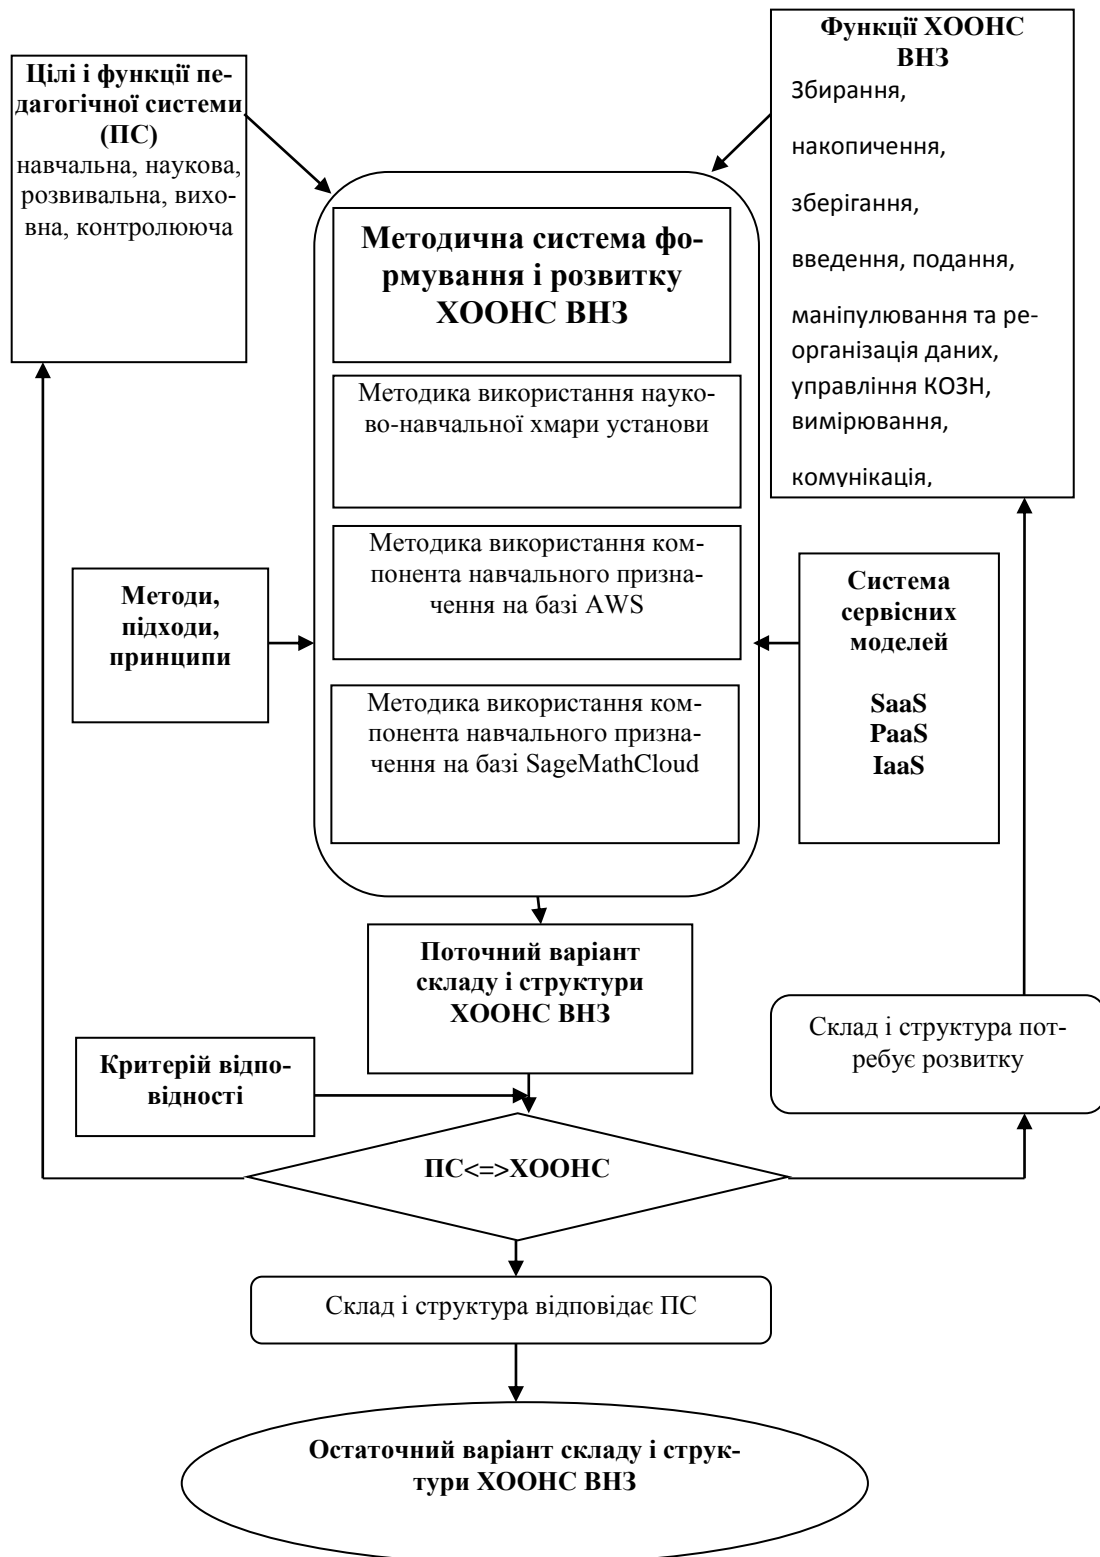 Цілі і функції пе-
дагогічної системи
(ПС)
навчальна, наукова,
розвивальна, вихо-
вна, контролююча
Функції ХООНС
ВНЗ
Збирання,
накопичення,
зберігання,
введення, подання,
маніпулювання та ре-
організація даних,
управління КОЗН,
вимірювання,
комунікація,
Методична система фо-
рмування і розвитку
ХООНС ВНЗ
Методика використання науко-
во-навчальної хмари установи
Методика використання ком-
понента навчального призна-
чення на базі AWS
Методика використання ком-
понента навчального призна-
чення на базі SageMathCloud
Методи,
підходи,
принципи
Система
сервісних
моделей
SaaS
PaaS
IaaS
Поточний варіант
складу і структури
ХООНС ВНЗ
Склад і структура пот-
ребує розвитку
Критерій відпо-
відності
ПС<=>ХООНС
Склад і структура відповідає ПС
Остаточний варіант складу і струк-
тури ХООНС ВНЗ